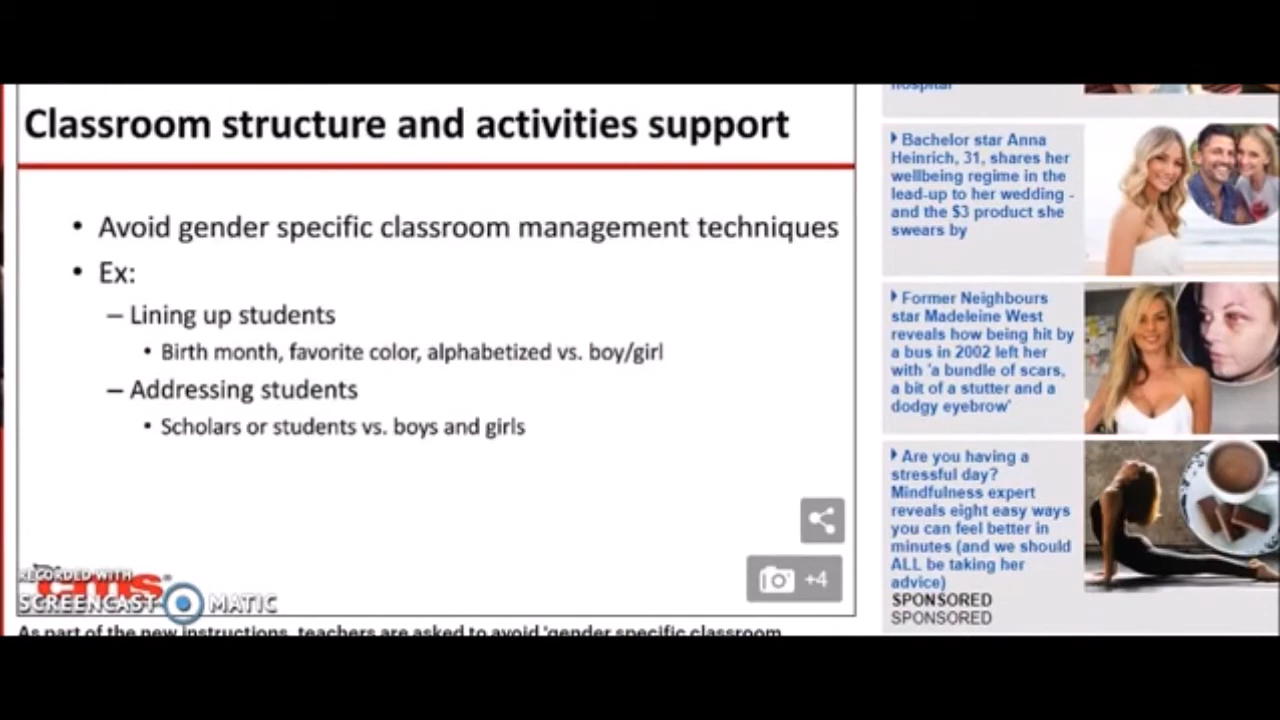 Classroom structure and activities support
• Avoid gender specific classroom management techniques
• Ex:
– Lining up students
• Birth month, favorite color, alphabetized vs. boy/girl
– Addressing students
• Scholars or students vs. boys and girls
+4
cms
RECORDED WITH
SCREENCAST MATIC
As part of the new instructions, teachers are asked to avoid 'gender specific classroom
hospital
Bachelor star Anna
Heinrich, 31, shares her
wellbeing regime in the
lead-up to her wedding -
and the $3 product she
swears by
Former Neighbours
star Madeleine West
reveals how being hit by
a bus in 2002 left her
with 'a bundle of scars,
a bit of a stutter and a
dodgy eyebrow'
Are you having a
stressful day?
Mindfulness expert
reveals eight easy ways
you can feel better in
minutes (and we should
ALL be taking her
advice)
SPONSORED
SPONSORED